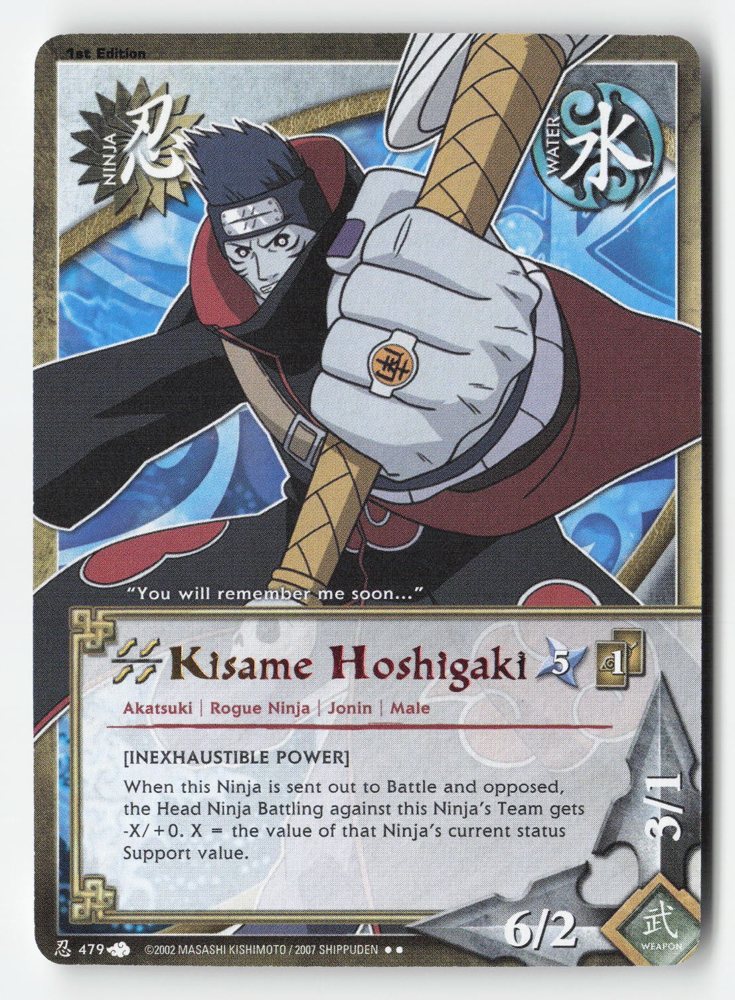 1st Edition
NINJA
忍
WATER
水
"You will remember me soon..."
Kisame Hoshigaki 5 1
Akatsuki | Rogue Ninja | Jonin | Male
[INEXHAUSTIBLE POWER]
When this Ninja is sent out to Battle and opposed,
the Head Ninja Battling against this Ninja's Team gets
-X/+0. X = the value of that Ninja's current status
Support value.
3/1
6/2
武
WEAPON
忍 479 ©2002 MASASHI KISHIMOTO / 2007 SHIPPUDEN ●●